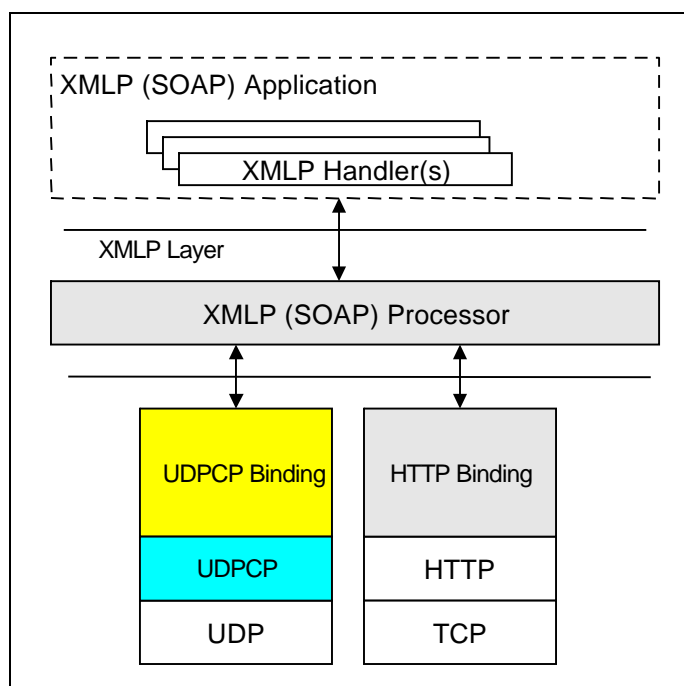 XMLP (SOAP) Application
XMLP Handler(s)
XMLP Layer
XMLP (SOAP) Processor
UDPCP Binding
HTTP Binding
UDPCP
HTTP
UDP
TCP